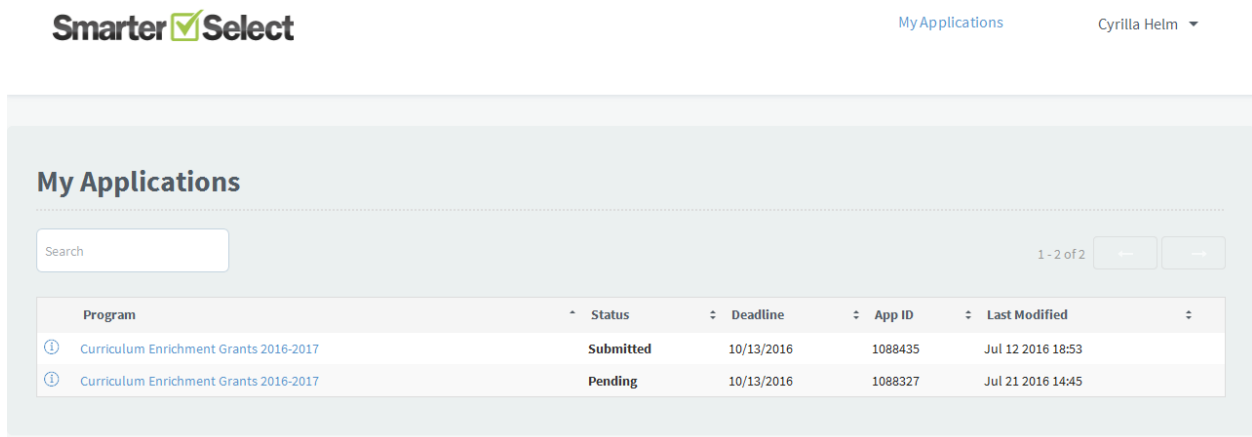 Smarter Select
My Applications
Cyrilla Helm
My Applications
Search
1 - 2 of 2
Program Status Deadline App ID Last Modified
Curriculum Enrichment Grants 2016-2017 Submitted 10/13/2016 1088435 Jul 12 2016 18:53
Curriculum Enrichment Grants 2016-2017 Pending 10/13/2016 1088327 Jul 21 2016 14:45